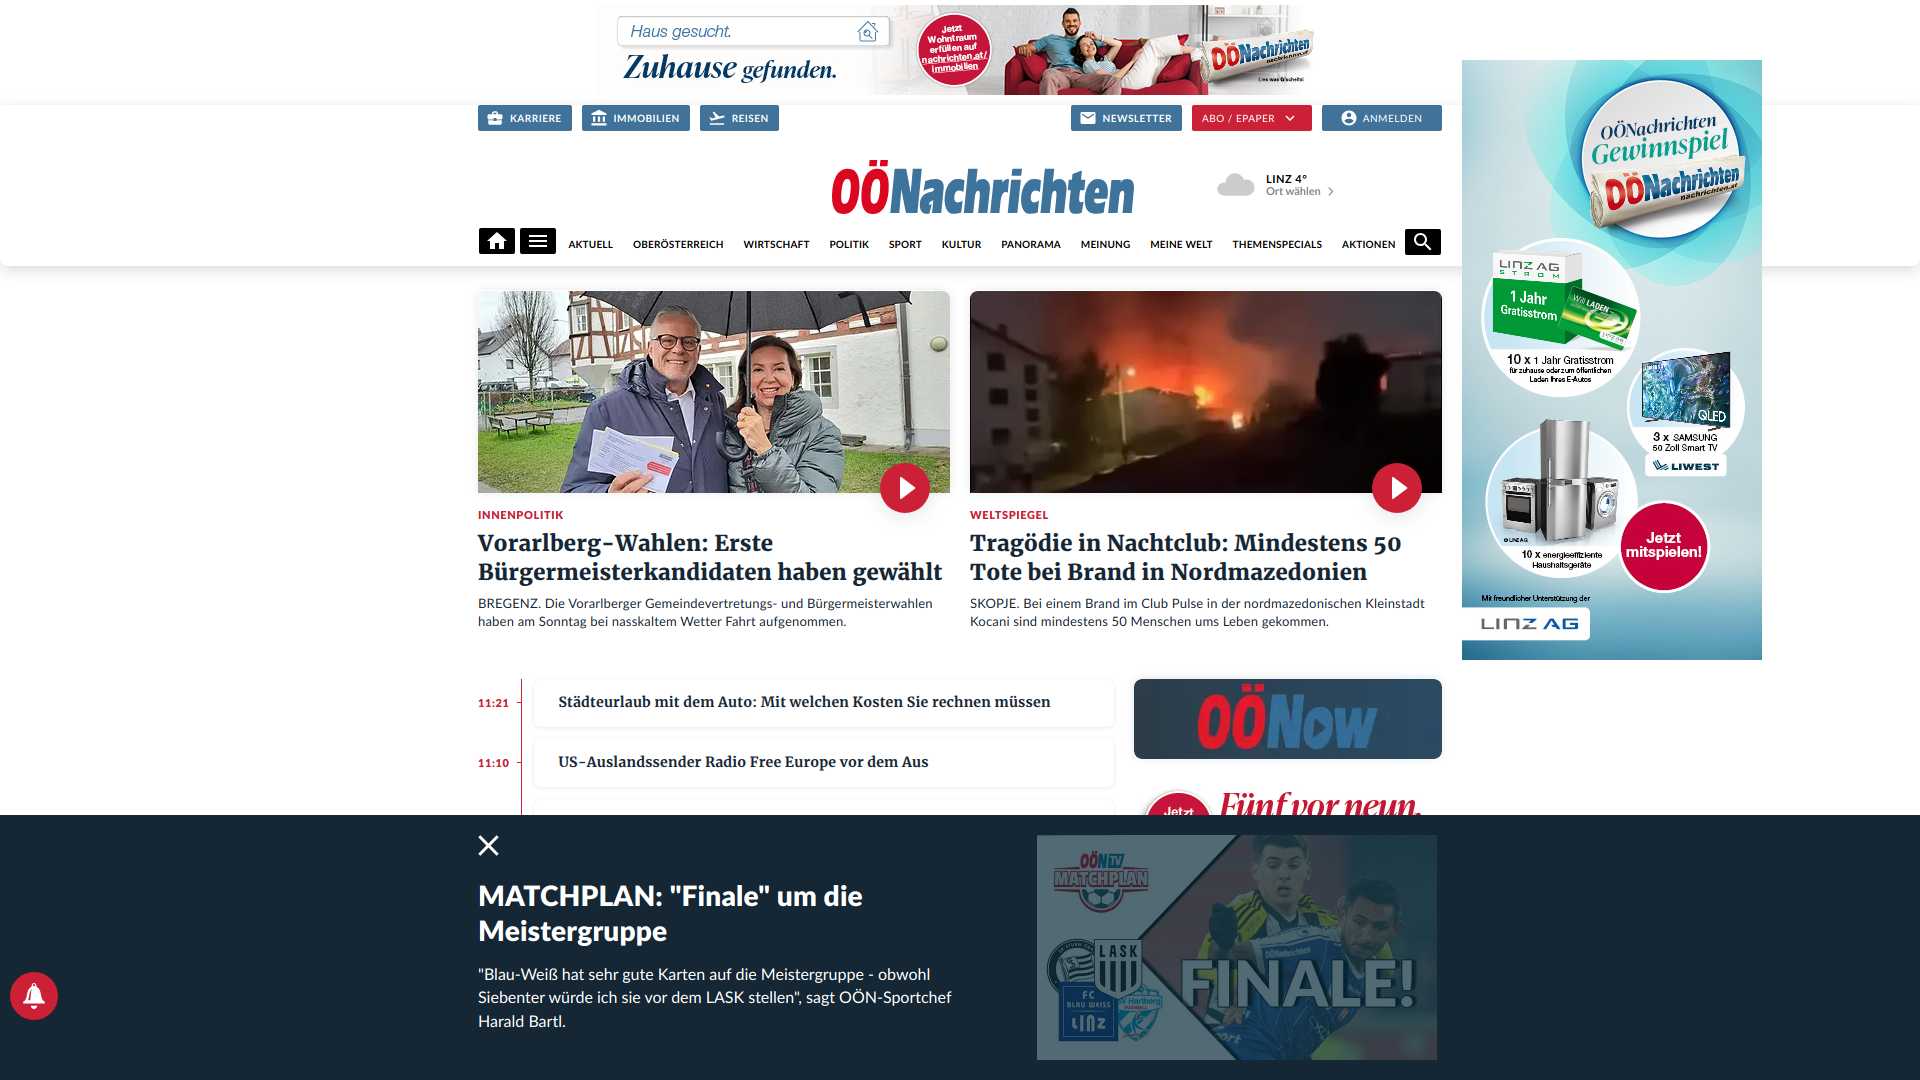 Haus gesucht.
Zuhause gefunden.
Jetzt
Wohntraum
erfüllen auf
nachrichten.at/
immobilien
OÖNachrichten
Lies was G'scheits!
KARRIERE
IMMOBILIEN
REISEN
NEWSLETTER
ABO / EPAPER
ANMELDEN
OÖNachrichten
LINZ 4°
Ort wählen
AKTUELL
OBERÖSTERREICH
WIRTSCHAFT
POLITIK
SPORT
KULTUR
PANORAMA
MEINUNG
MEINE WELT
THEMENSPECIALS
AKTIONEN
INNENPOLITIK
Vorarlberg-Wahlen: Erste
Bürgermeisterkandidaten haben gewählt
BREGENZ. Die Vorarlberger Gemeindevertretungs- und Bürgermeisterwahlen
haben am Sonntag bei nasskaltem Wetter Fahrt aufgenommen.
WELTSPIEGEL
Tragödie in Nachtclub: Mindestens 50
Tote bei Brand in Nordmazedonien
SKOPJE. Bei einem Brand im Club Pulse in der nordmazedonischen Kleinstadt
Kocani sind mindestens 50 Menschen ums Leben gekommen.
OÖNachrichten
Gewinnspiel
OÖNachrichten
nachrichten.at
LINZ AG
STROM
1 Jahr
Gratisstrom
Will LADEN
10 x 1 Jahr Gratisstrom
für zuhause oder zum öffentlichen
Laden Ihres E-Autos
QLED
3 x SAMSUNG
50 Zoll Smart TV
LIWEST
© LINZ AG
10 x energieeffiziente
Haushaltsgeräte
Jetzt
mitspielen!
Mit freundlicher Unterstützung der
LINZ AG
11:21
Städteurlaub mit dem Auto: Mit welchen Kosten Sie rechnen müssen
11:10
US-Auslandssender Radio Free Europe vor dem Aus
OÖNow
Jetzt
Fünf vor neun.
MATCHPLAN: "Finale" um die
Meistergruppe
"Blau-Weiß hat sehr gute Karten auf die Meistergruppe - obwohl
Siebenter würde ich sie vor dem LASK stellen", sagt OÖN-Sportchef
Harald Bartl.
OÖN TV
MATCHPLAN
LASK
FC
BLAU WEISS
LINZ
Hartberg
FINALE!